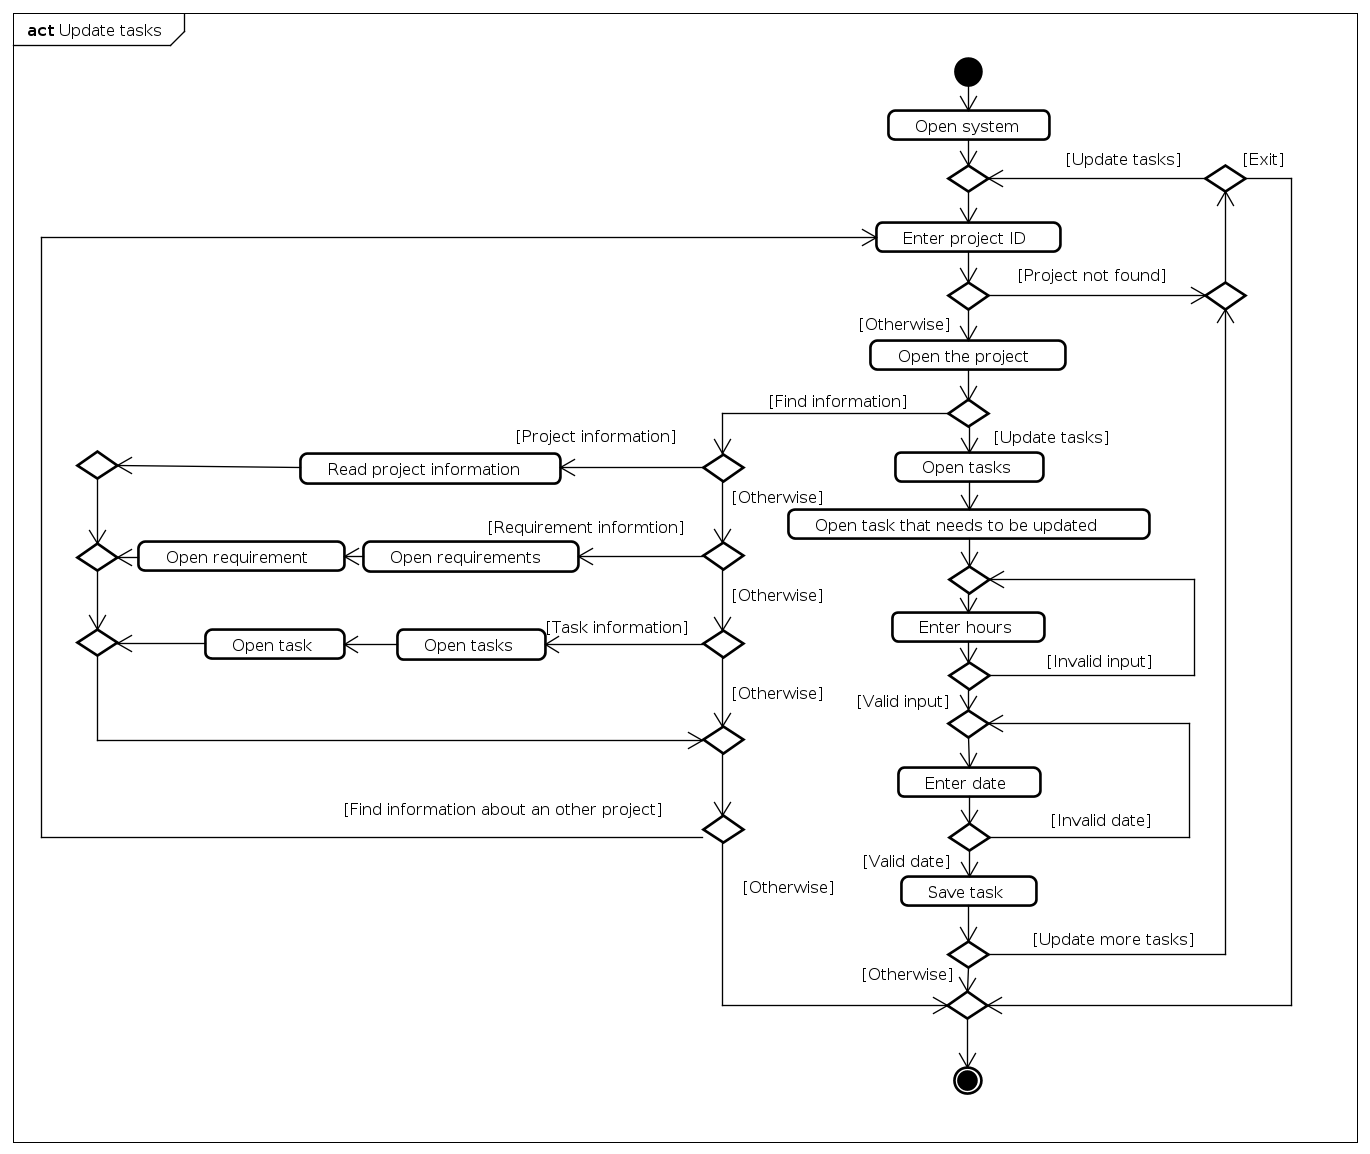 act Update tasks
Open system
[Update tasks]
[Exit]
Enter project ID
[Project not found]
[Otherwise]
Open the project
[Find information]
[Project information]
[Update tasks]
Read project information
Open tasks
[Otherwise]
[Requirement informtion]
Open task that needs to be updated
Open requirement
Open requirements
[Otherwise]
[Task information]
Enter hours
Open task
Open tasks
[Invalid input]
[Otherwise]
[Valid input]
Enter date
[Find information about an other project]
[Invalid date]
[Valid date]
[Otherwise]
Save task
[Update more tasks]
[Otherwise]